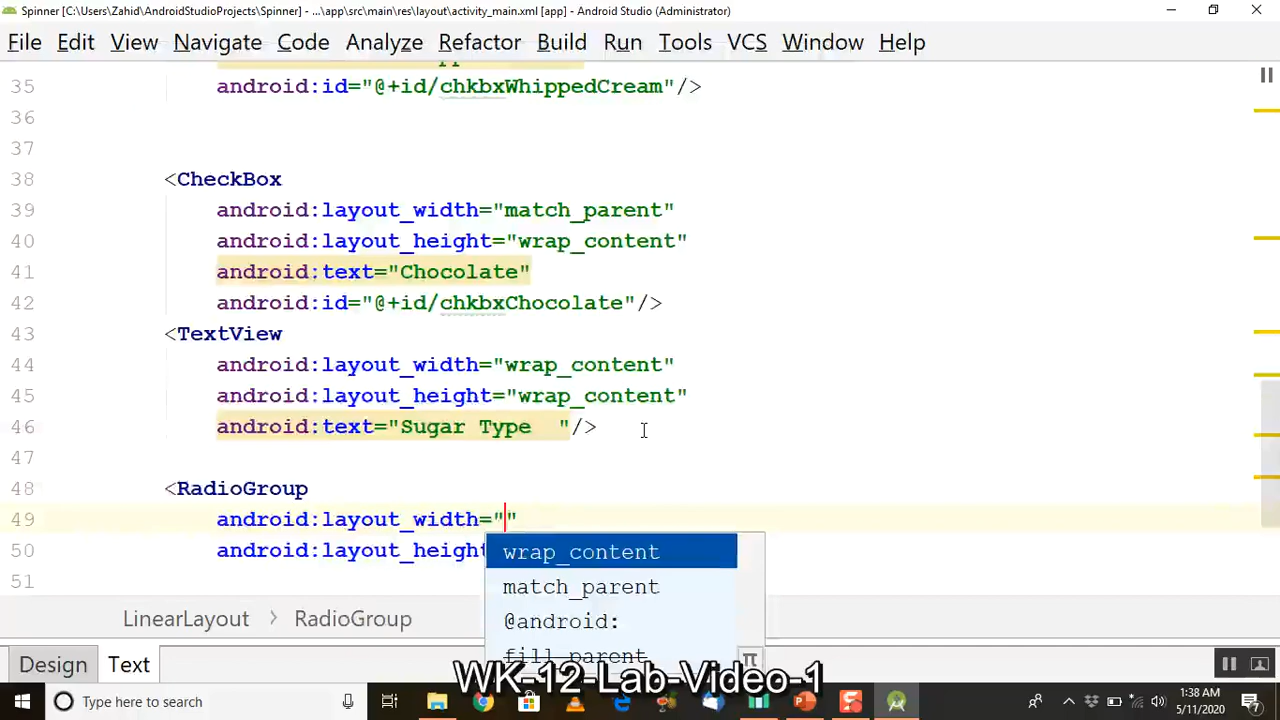 Spinner [C:\Users\Zahid\AndroidStudioProjects\Spinner] - ...\app\src\main\res\layout\activity_main.xml [app] - Android Studio (Administrator)
File Edit View Navigate Code Analyze Refactor Build Run Tools VCS Window Help
35 android:id="@+id/chkbxWhippedCream"/>
36
37
38 <CheckBox
39 android:layout_width="match_parent"
40 android:layout_height="wrap_content"
41 android:text="Chocolate"
42 android:id="@+id/chkbxChocolate"/>
43 <TextView
44 android:layout_width="wrap_content"
45 android:layout_height="wrap_content"
46 android:text="Sugar Type  "/>
47
48 <RadioGroup
49 android:layout_width=""
wrap_content
50 android:layout_height
match_parent
51
@android:
LinearLayout > RadioGroup
fill_parent
Design Text
WK-12-Lab-Video-1
Type here to search
1:38 AM
5/11/2020
7